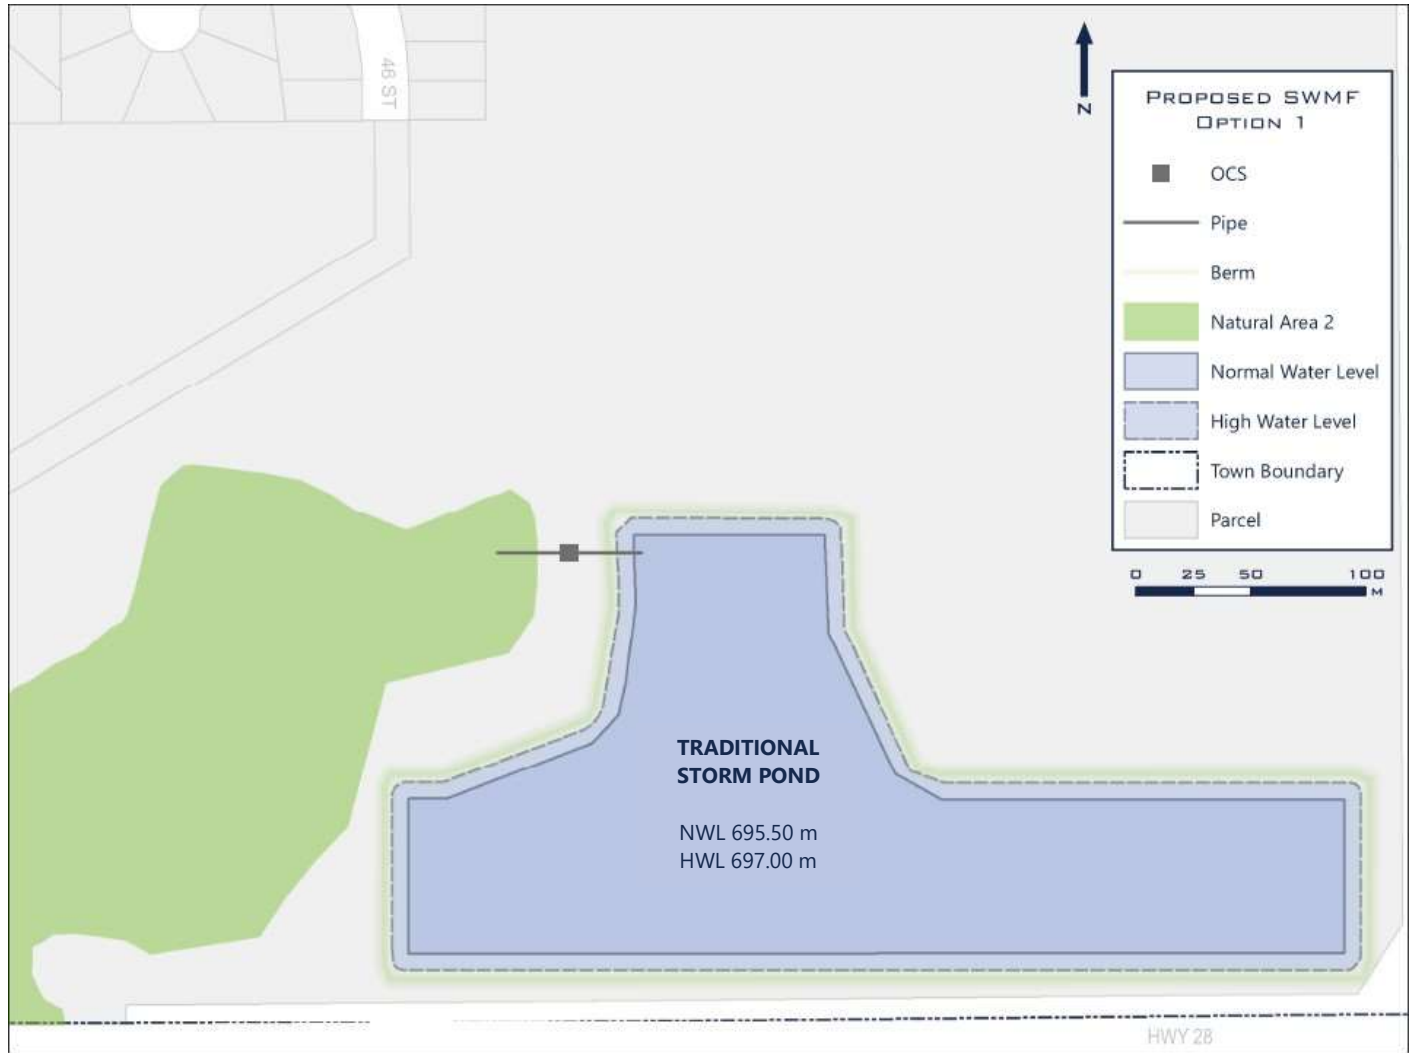 46 ST
N
PROPOSED SWMF
OPTION 1
OCS
Pipe
Berm
Natural Area 2
Normal Water Level
High Water Level
Town Boundary
Parcel
0 25 50 100
M
TRADITIONAL
STORM POND
NWL 695.50 m
HWL 697.00 m
HWY 28